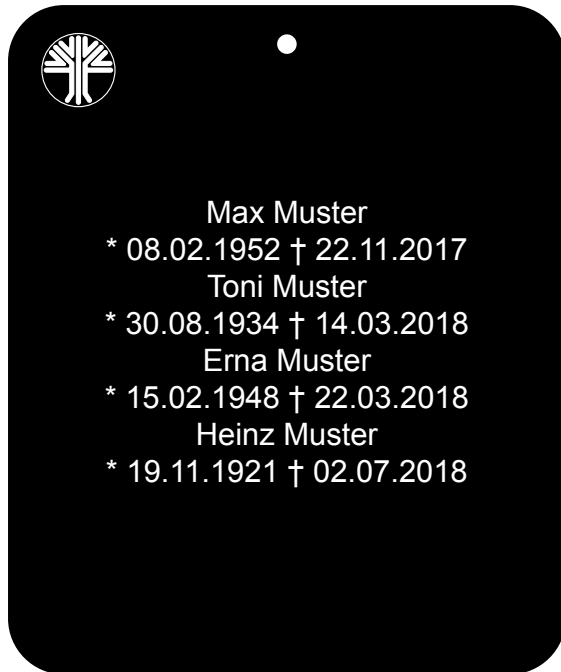 Max Muster
* 08.02.1952 † 22.11.2017
Toni Muster
* 30.08.1934 † 14.03.2018
Erna Muster
* 15.02.1948 † 22.03.2018
Heinz Muster
* 19.11.1921 † 02.07.2018